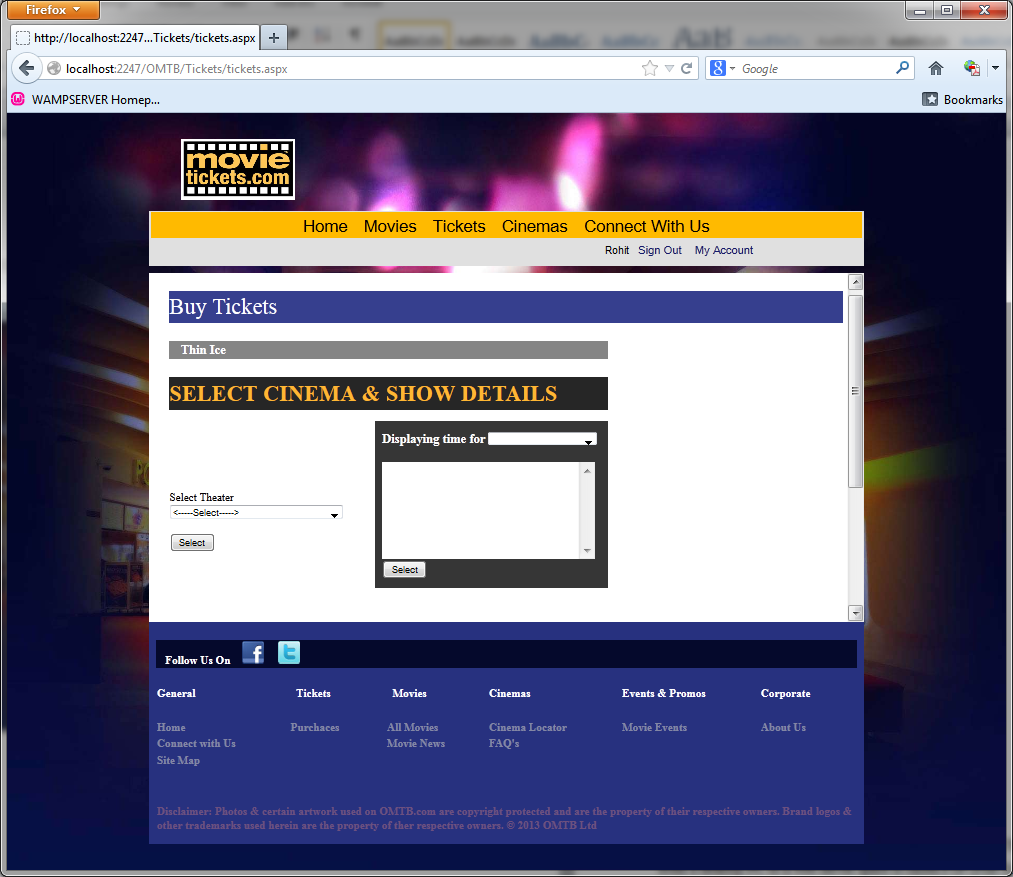 Firefox
http://localhost:2247...Tickets/tickets.aspx
localhost:2247/OMTB/Tickets/tickets.aspx
Google
WAMPSERVER Homep...
Bookmarks
movie
tickets.com
Home Movies Tickets Cinemas Connect With Us
Rohit Sign Out My Account
Buy Tickets
Thin Ice
SELECT CINEMA & SHOW DETAILS
Displaying time for
Select Theater
<-----Select----->
Select
Select
Follow Us On
General Tickets Movies Cinemas Events & Promos Corporate
Home Purchaces All Movies Cinema Locator Movie Events About Us
Connect with Us Movie News FAQ's
Site Map
Disclaimer: Photos & certain artwork used on OMTB.com are copyright protected and are the property of their respective owners. Brand logos &
other trademarks used herein are the property of ther respective owners. © 2013 OMTB Ltd